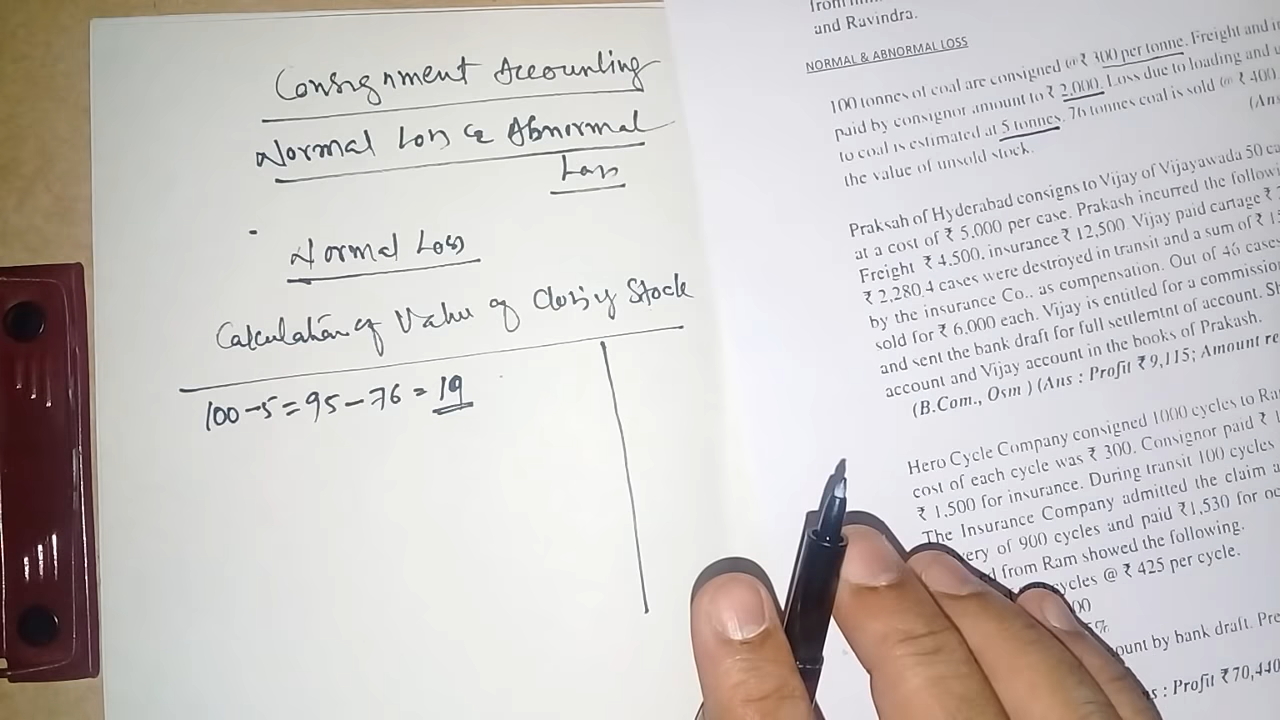 Consignment Accounting
Normal Loss & Abnormal
Loss
Normal Loss
Calculation of Value of Closing Stock
100-5=95-76=19
and Ravindra.
NORMAL & ABNORMAL LOSS
100 tonnes of coal are consigned @ ₹ 300 per tonne. Freight and
paid by consignor amount to ₹ 2,000. Loss due to loading and
to coal is estimated at 5 tonnes. 76 tonnes coal is sold @ ₹ 400
the value of unsold stock. (An
Praksah of Hyderabad consigns to Vijay of Vijayawada 50
at a cost of ₹ 5,000 per case. Prakash incurred the
Freight ₹ 4,500, insurance ₹ 12,500. Vijay paid cartage ₹
₹ 2,280.4 cases were destroyed in transit and a sum of ₹
by the insurance Co., as compensation. Out of 46
sold for ₹ 6,000 each. Vijay is entitled for a
and sent the bank draft for full settlemtnt of account.
account and Vijay account in the books of Prakash.
(B.Com., Osm ) (Ans : Profit ₹ 9,115; Amount
Hero Cycle Company consigned 1000 cycles to
cost of each cycle was ₹ 300. Consignor paid ₹
₹ 1,500 for insurance. During transit 100 cycles
The Insurance Company admitted the claim
of 900 cycles and paid ₹1,530 for
from Ram showed the following.
@ ₹ 425 per cycle.
00
5%
by bank draft.
: Profit ₹ 70,440